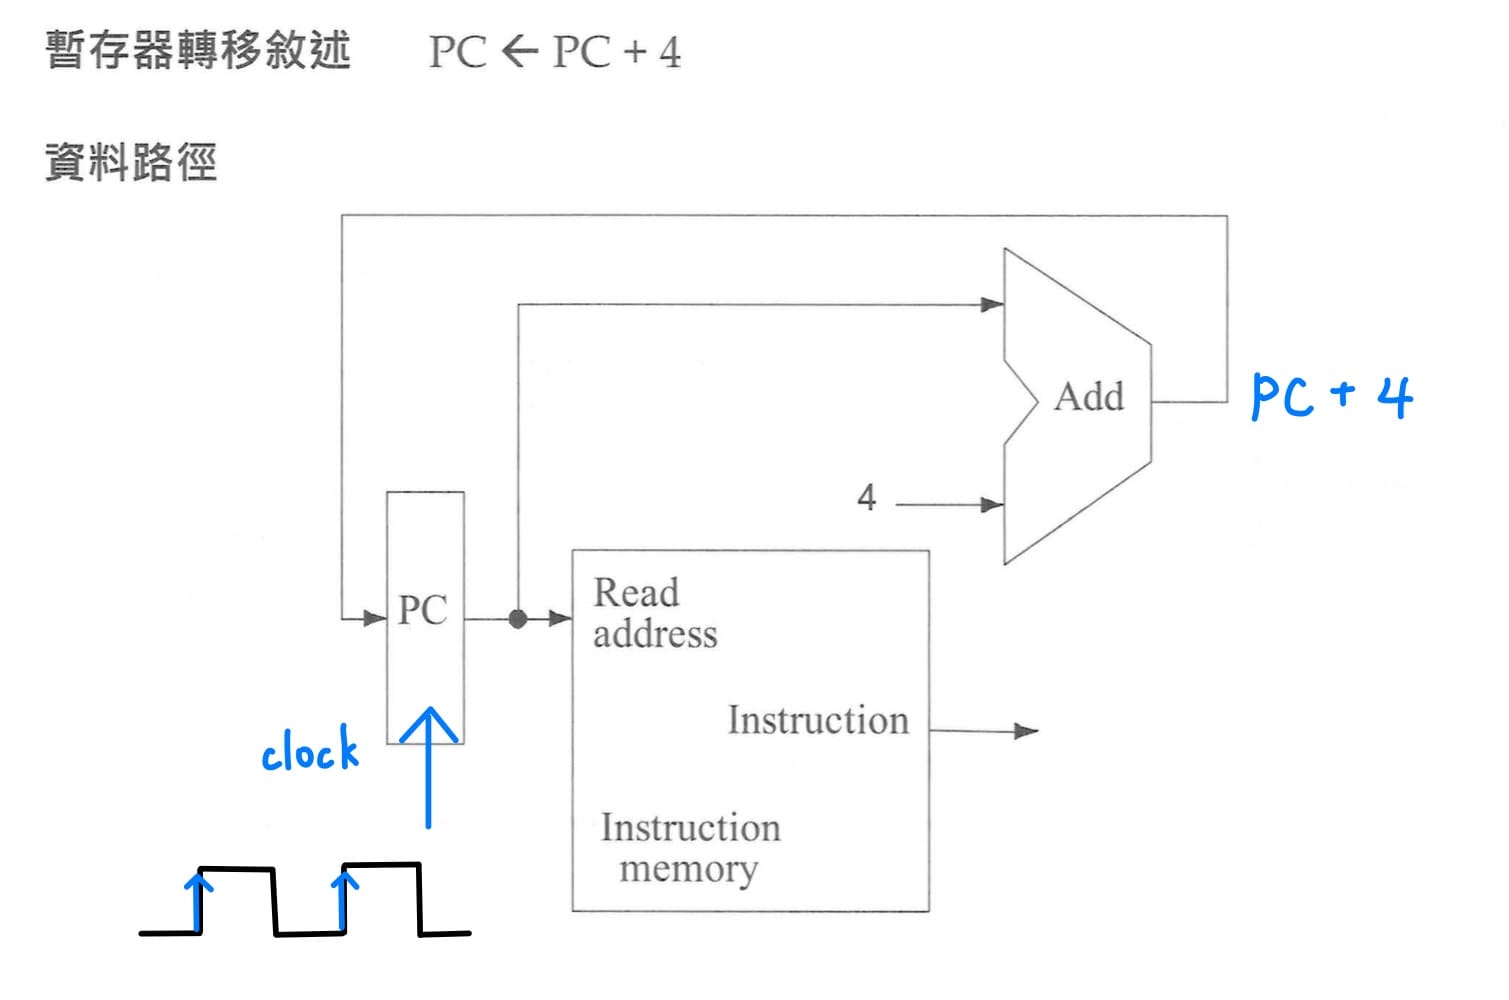 暫存器轉移敘述 PC ← PC + 4
資料路徑
Add
PC + 4
4
PC
Read
address
Instruction
clock
Instruction
memory